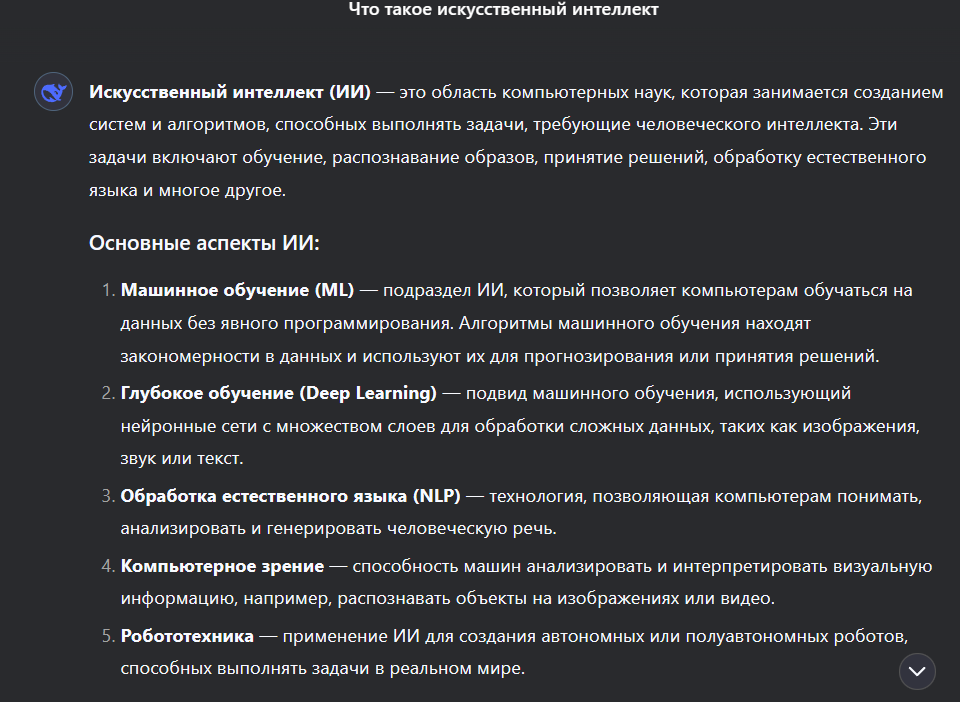 Что такое искусственный интеллект
Искусственный интеллект (ИИ) — это область компьютерных наук, которая занимается созданием
систем и алгоритмов, способных выполнять задачи, требующие человеческого интеллекта. Эти
задачи включают обучение, распознавание образов, принятие решений, обработку естественного
языка и многое другое.
Основные аспекты ИИ:
1. Машинное обучение (ML) — подраздел ИИ, который позволяет компьютерам обучаться на
данных без явного программирования. Алгоритмы машинного обучения находят
закономерности в данных и используют их для прогнозирования или принятия решений.
2. Глубокое обучение (Deep Learning) — подвид машинного обучения, использующий
нейронные сети с множеством слоев для обработки сложных данных, таких как изображения,
звук или текст.
3. Обработка естественного языка (NLP) — технология, позволяющая компьютерам понимать,
анализировать и генерировать человеческую речь.
4. Компьютерное зрение — способность машин анализировать и интерпретировать визуальную
информацию, например, распознавать объекты на изображениях или видео.
5. Робототехника — применение ИИ для создания автономных или полуавтономных роботов,
способных выполнять задачи в реальном мире.